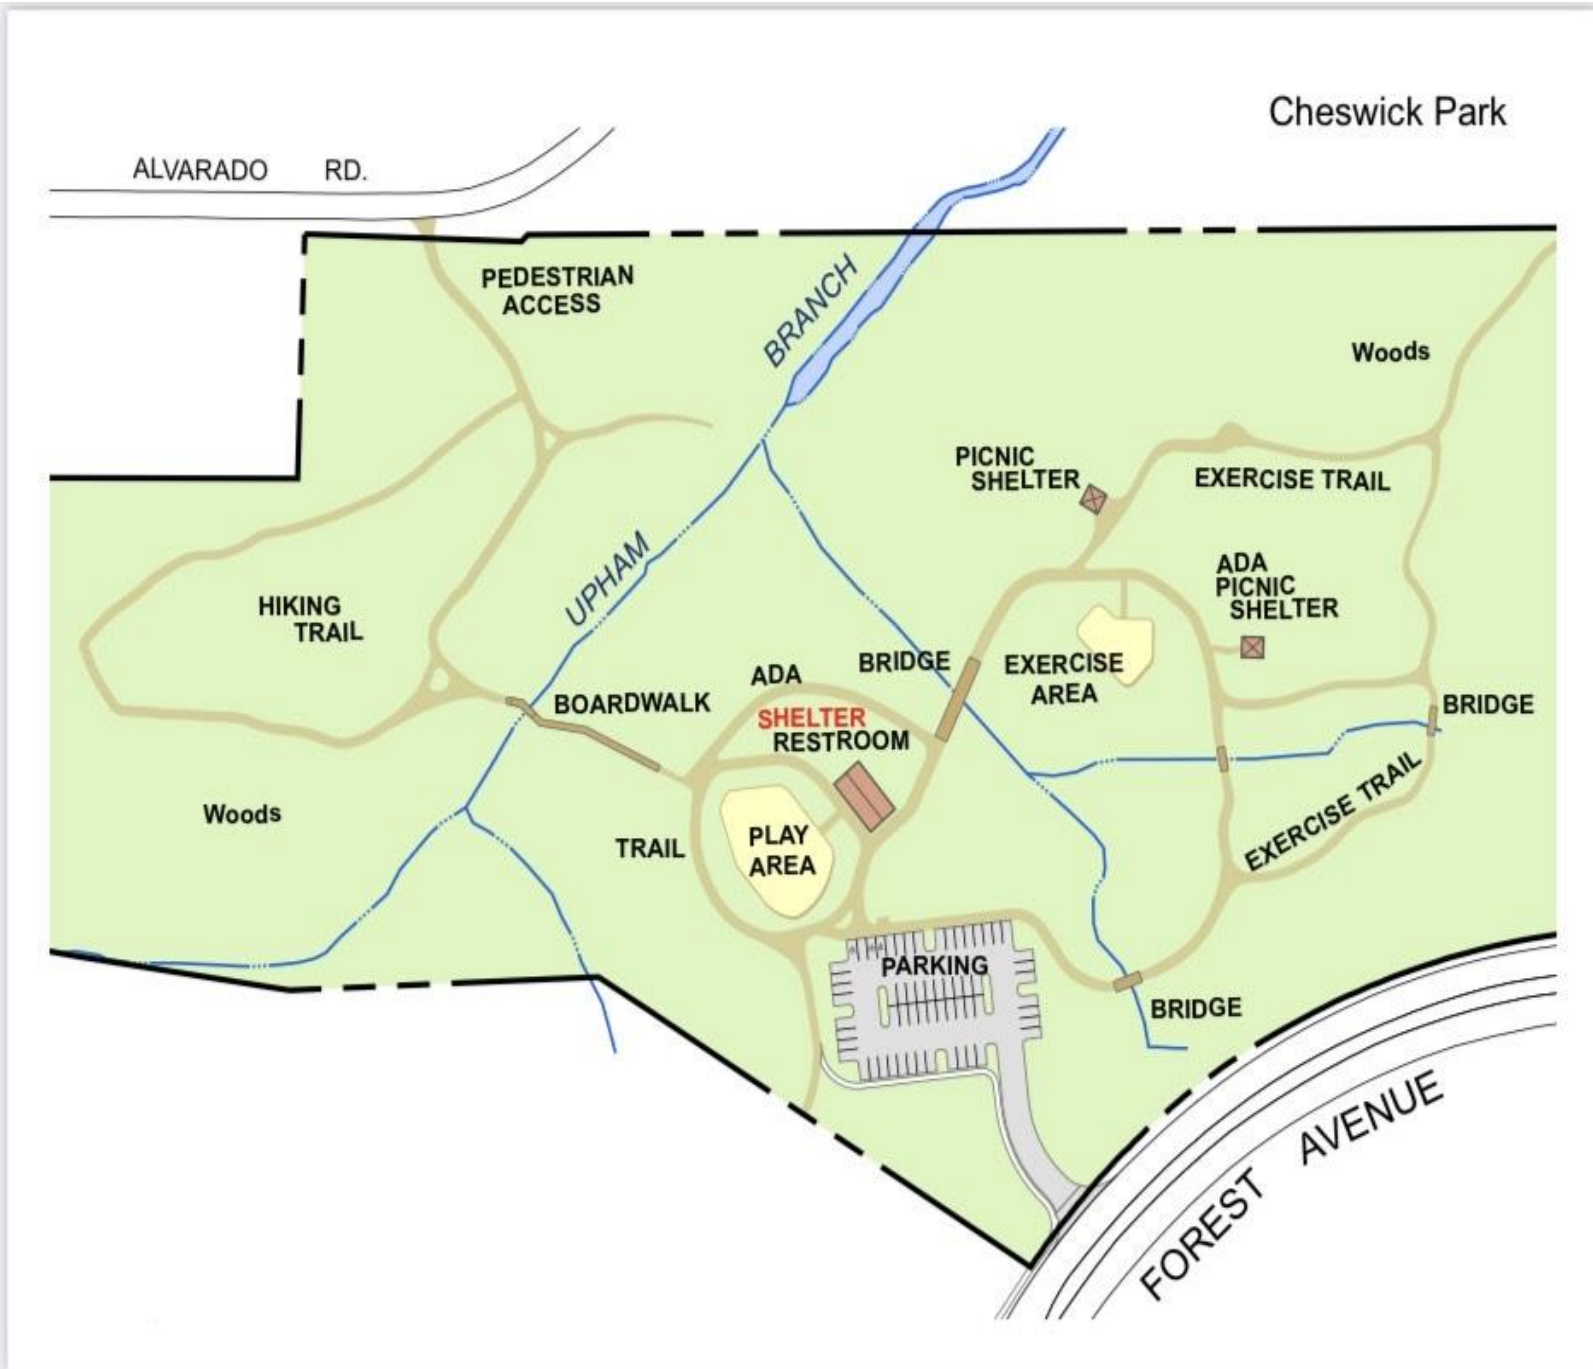 Cheswick Park
ALVARADO RD.
PEDESTRIAN
ACCESS
BRANCH
Woods
PICNIC
SHELTER
EXERCISE TRAIL
UPHAM
ADA
PICNIC
SHELTER
HIKING
TRAIL
BRIDGE
EXERCISE
AREA
ADA
BOARDWALK
SHELTER
RESTROOM
BRIDGE
Woods
TRAIL
PLAY
AREA
EXERCISE TRAIL
PARKING
BRIDGE
FOREST AVENUE